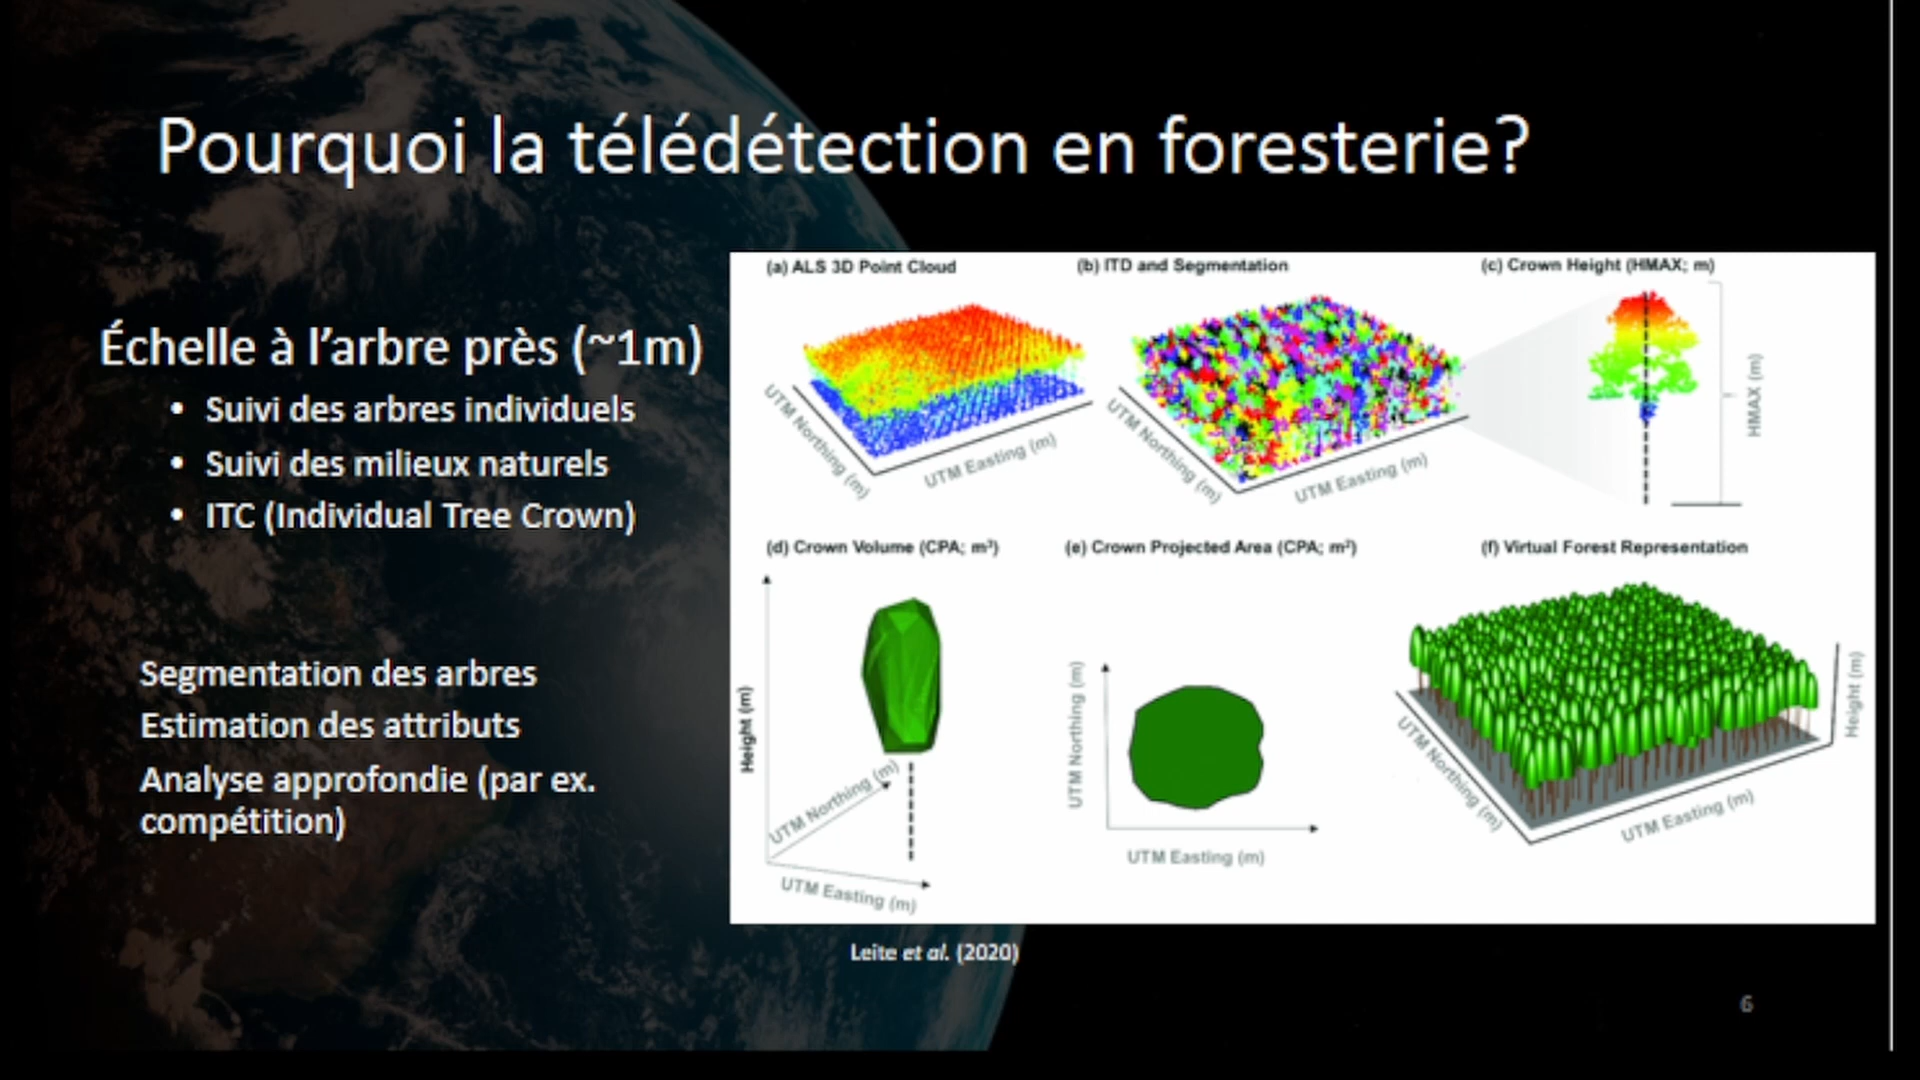 Pourquoi la télédétection en foresterie?
Échelle à l'arbre près (~1m)
• Suivi des arbres individuels
• Suivi des milieux naturels
• ITC (Individual Tree Crown)
Segmentation des arbres
Estimation des attributs
Analyse approfondie (par ex.
compétition)
(a) ALS 3D Point Cloud
UTM Northing (m)
UTM Easting (m)
(b) ITD and Segmentation
UTM Northing (m)
UTM Easting (m)
(c) Crown Height (HMAX; m)
HMAX (m)
(d) Crown Volume (CPA; m³)
Height (m)
UTM Northing (m)
UTM Easting (m)
(e) Crown Projected Area (CPA; m²)
UTM Northing (m)
UTM Easting (m)
(f) Virtual Forest Representation
UTM Northing (m)
UTM Easting (m)
Height (m)
Leite et al. (2020)
6